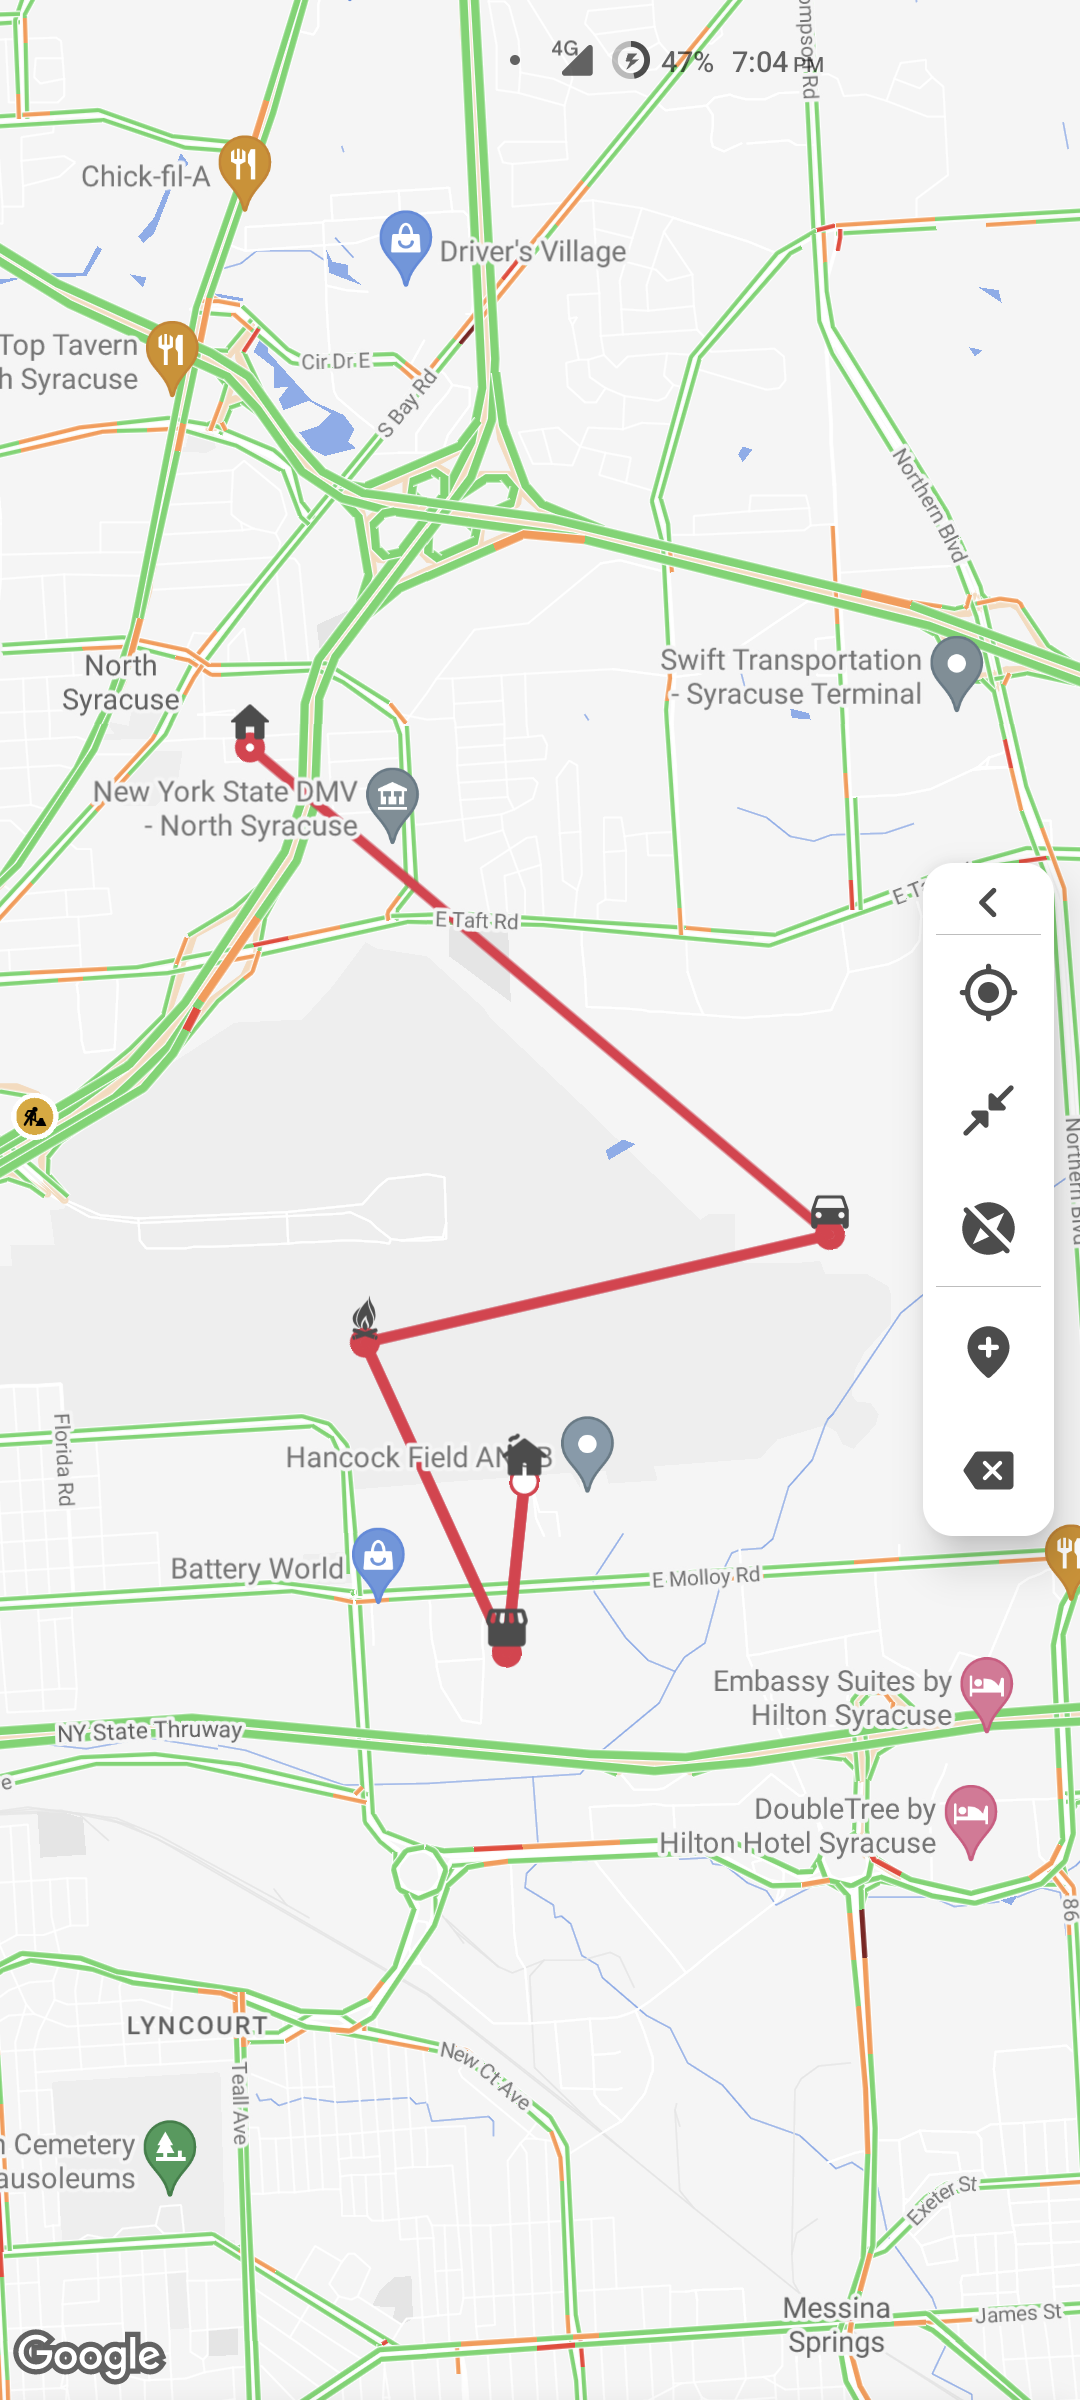 4G 47% 7:04 PM
ompson Rd
Chick-fil-A
Driver's Village
Top Tavern
h Syracuse
Cir Dr E
S Bay Rd
Northern Blvd
North
Syracuse
Swift Transportation
- Syracuse Terminal
New York State DMV
- North Syracuse
E Taft Rd
E Ta
Northern Blvd
Florida Rd
Hancock Field AN B
Battery World
E Molloy Rd
Embassy Suites by
Hilton Syracuse
NY State Thruway
e
DoubleTree by
Hilton Hotel Syracuse
98
LYNCOURT
Teall Ave
New Ct Ave
n Cemetery
ausoleums
Exeter St
Messina
Springs
James St
Google